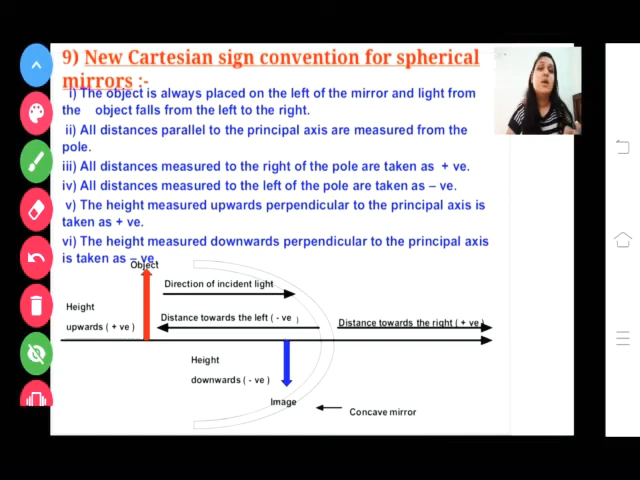 9) New Cartesian sign convention for spherical
mirrors :-
i) The object is always placed on the left of the mirror and light from
the object falls from the left to the right.
ii) All distances parallel to the principal axis are measured from the
pole.
iii) All distances measured to the right of the pole are taken as + ve.
iv) All distances measured to the left of the pole are taken as – ve.
v) The height measured upwards perpendicular to the principal axis is
taken as + ve.
vi) The height measured downwards perpendicular to the principal axis
is taken as – ve.
Object
Direction of incident light
Height
upwards ( + ve )
Distance towards the left ( - ve )
Distance towards the right ( + ve )
Height
downwards ( - ve )
Image
Concave mirror